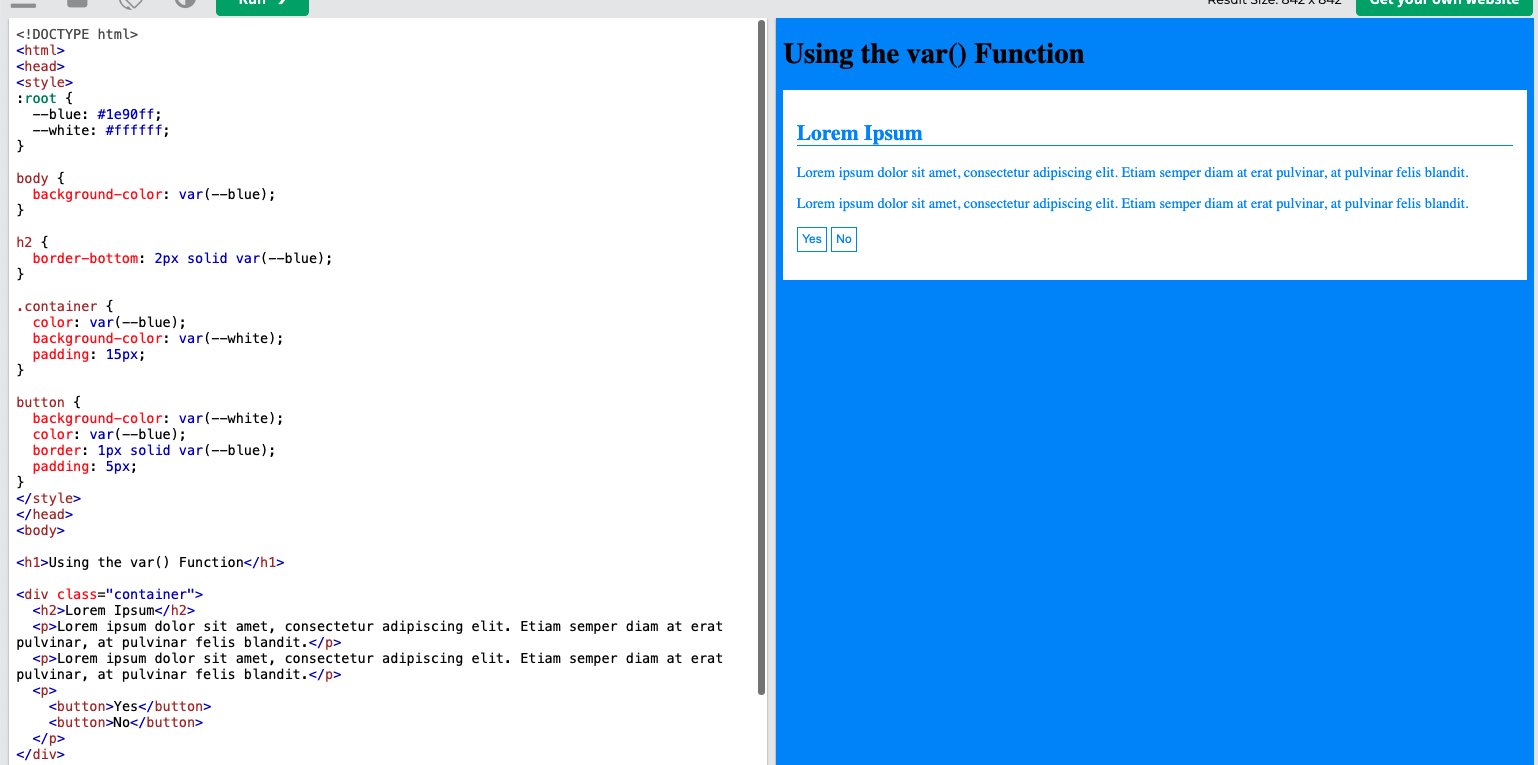 Run ❯
Result Size: 842 x 842
Get your own website
<!DOCTYPE html>
<html>
<head>
<style>
:root {
  --blue: #1e90ff;
  --white: #ffffff;
}

body {
  background-color: var(--blue);
}

h2 {
  border-bottom: 2px solid var(--blue);
}

.container {
  color: var(--blue);
  background-color: var(--white);
  padding: 15px;
}

button {
  background-color: var(--white);
  color: var(--blue);
  border: 1px solid var(--blue);
  padding: 5px;
}
</style>
</head>
<body>

<h1>Using the var() Function</h1>

<div class="container">
  <h2>Lorem Ipsum</h2>
  <p>Lorem ipsum dolor sit amet, consectetur adipiscing elit. Etiam semper diam at erat
pulvinar, at pulvinar felis blandit.</p>
  <p>Lorem ipsum dolor sit amet, consectetur adipiscing elit. Etiam semper diam at erat
pulvinar, at pulvinar felis blandit.</p>
  <p>
    <button>Yes</button>
    <button>No</button>
  </p>
</div>
Using the var() Function
Lorem Ipsum
Lorem ipsum dolor sit amet, consectetur adipiscing elit. Etiam semper diam at erat pulvinar, at pulvinar felis blandit.
Lorem ipsum dolor sit amet, consectetur adipiscing elit. Etiam semper diam at erat pulvinar, at pulvinar felis blandit.
Yes No